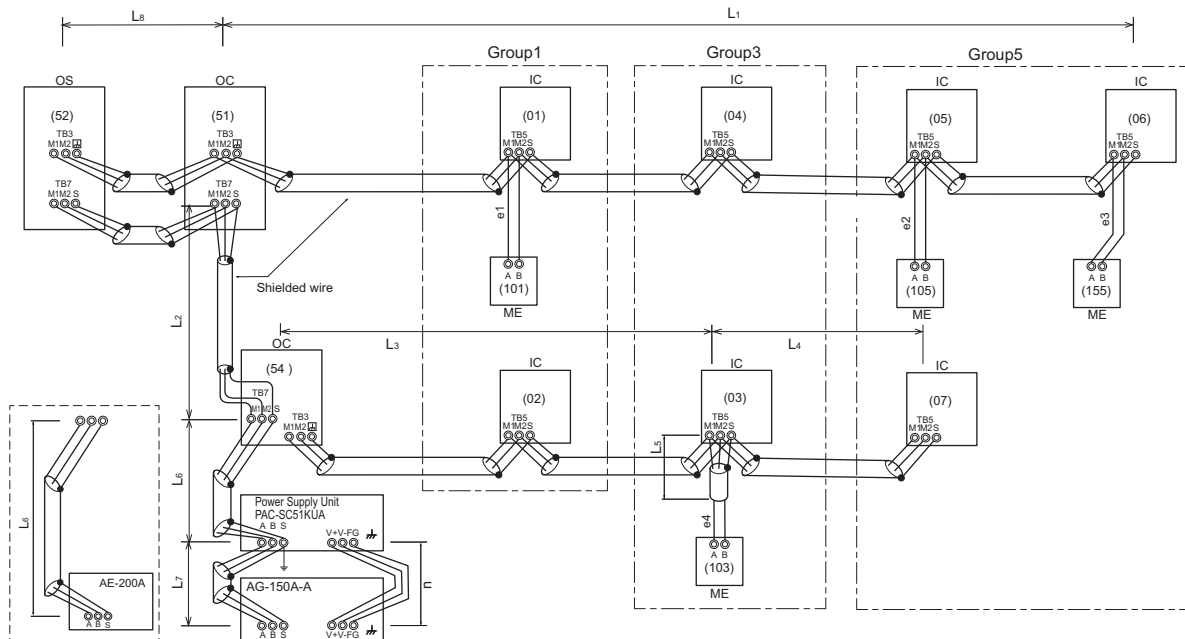 L8
L1
Group1
Group3
Group5
OS
OC
IC
IC
IC
IC
(52)
(51)
(01)
(04)
(05)
(06)
TB3
M1M2
TB3
M1M2
TB5
M1M2S
TB5
M1M2S
TB5
M1M2S
TB5
M1M2S
TB7
M1M2 S
TB7
M1M2 S
e1
e2
e3
Shielded wire
A B
(101)
ME
A B
(105)
ME
A B
(155)
ME
L2
L3
L4
OC
IC
IC
IC
(54 )
(02)
(03)
(07)
TB7
M1M2 S
TB3
M1M2
TB5
M1M2S
TB5
M1M2S
TB5
M1M2S
L5
L6
L6
e4
A B
(103)
ME
Power Supply Unit
PAC-SC51KUA
A B S
V+V-FG
L7
n
AE-200A
A B S
AG-150A-A
A B S
V+V-FG